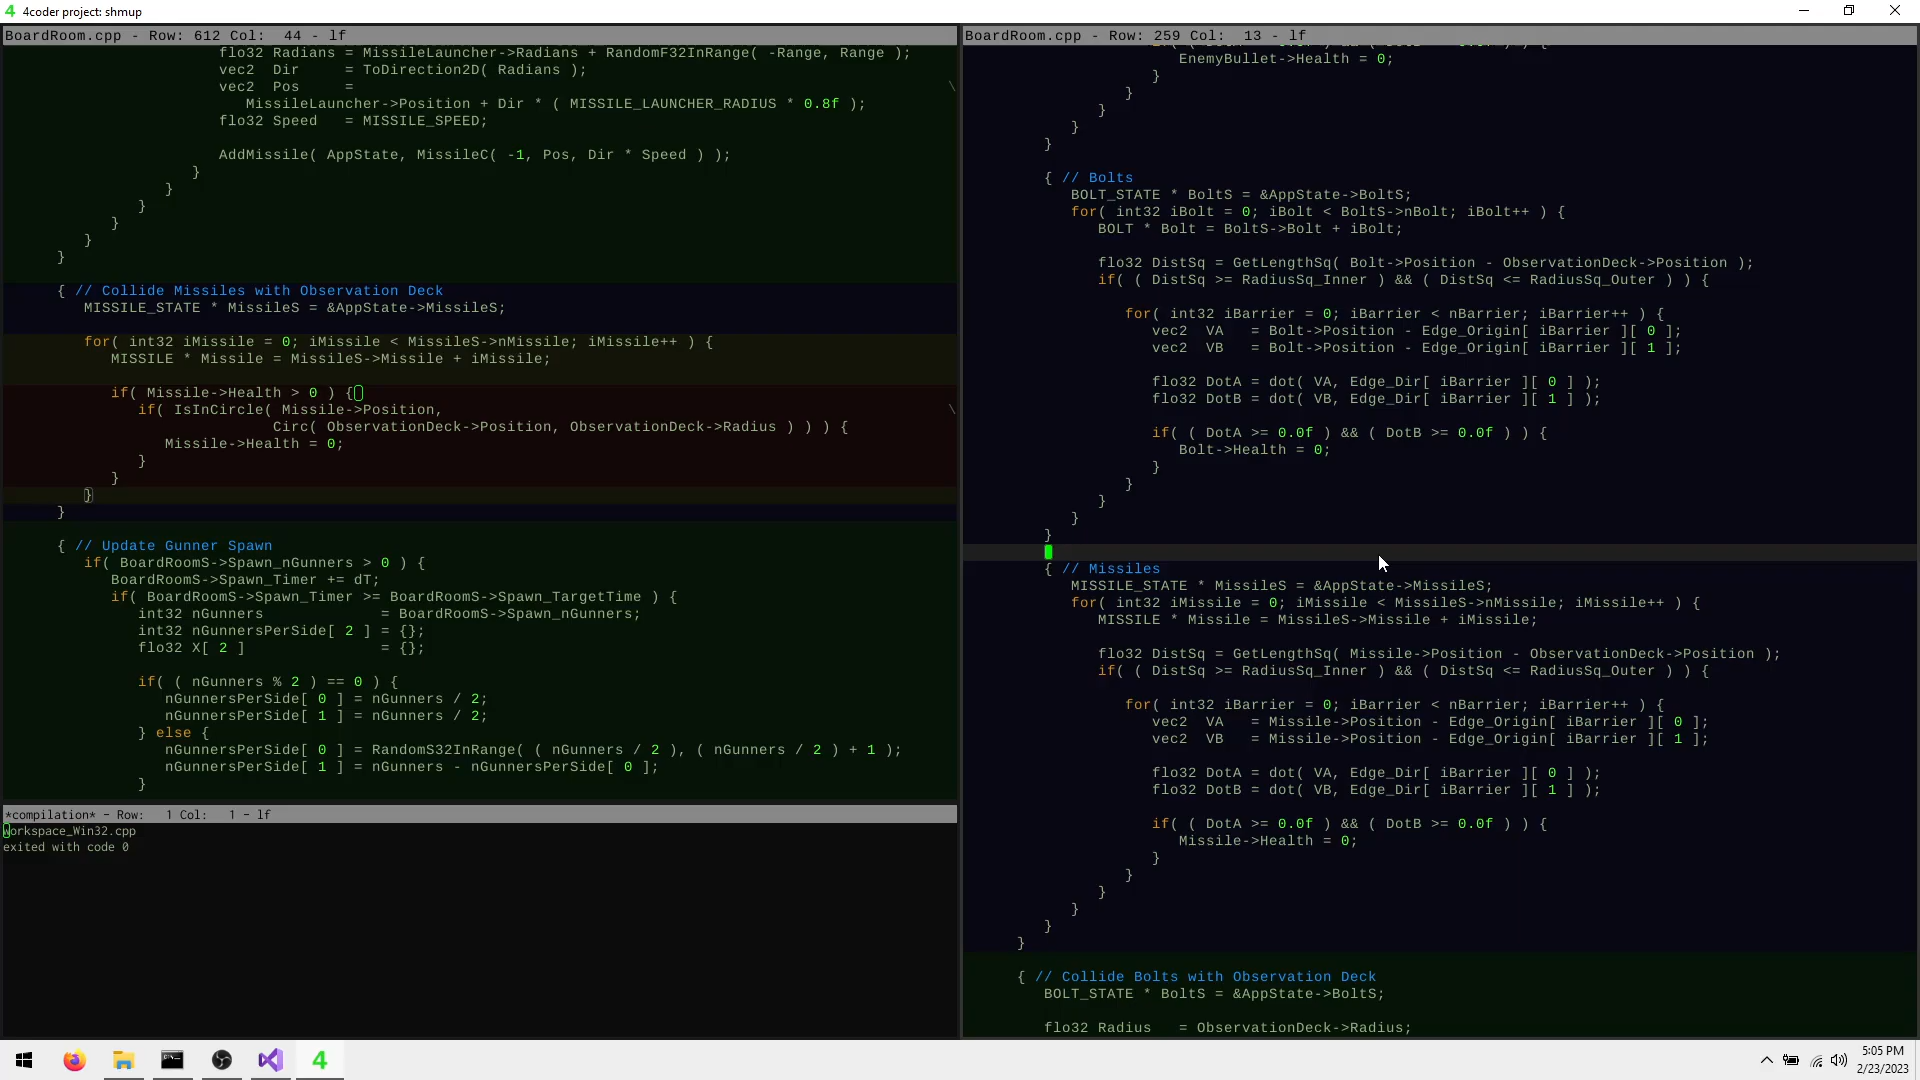 4coder project: shmup
BoardRoom.cpp - Row: 612 Col:  44 - lf
flo32 Radians = MissileLauncher->Radians + RandomF32InRange( -Range, Range );
vec2  Dir     = ToDirection2D( Radians );
vec2  Pos     = \
MissileLauncher->Position + Dir * ( MISSILE_LAUNCHER_RADIUS * 0.8f );
flo32 Speed   = MISSILE_SPEED;
AddMissile( AppState, MissileC( -1, Pos, Dir * Speed ) );
}
}
}
}
}
}
{ // Collide Missiles with Observation Deck
MISSILE_STATE * MissileS = &AppState->MissileS;
for( int32 iMissile = 0; iMissile < MissileS->nMissile; iMissile++ ) {
MISSILE * Missile = MissileS->Missile + iMissile;
if( Missile->Health > 0 ) {
if( IsInCircle( Missile->Position, \
Circ( ObservationDeck->Position, ObservationDeck->Radius ) ) ) {
Missile->Health = 0;
}
}
}
}
{ // Update Gunner Spawn
if( BoardRoomS->Spawn_nGunners > 0 ) {
BoardRoomS->Spawn_Timer += dT;
if( BoardRoomS->Spawn_Timer >= BoardRoomS->Spawn_TargetTime ) {
int32 nGunners             = BoardRoomS->Spawn_nGunners;
int32 nGunnersPerSide[ 2 ] = {};
flo32 X[ 2 ]               = {};
if( ( nGunners % 2 ) == 0 ) {
nGunnersPerSide[ 0 ] = nGunners / 2;
nGunnersPerSide[ 1 ] = nGunners / 2;
} else {
nGunnersPerSide[ 0 ] = RandomS32InRange( ( nGunners / 2 ), ( nGunners / 2 ) + 1 );
nGunnersPerSide[ 1 ] = nGunners - nGunnersPerSide[ 0 ];
}
*compilation* - Row:   1 Col:   1 - lf
workspace_Win32.cpp
exited with code 0
BoardRoom.cpp - Row: 259 Col:  13 - lf
EnemyBullet->Health = 0;
}
}
}
}
}
{ // Bolts
BOLT_STATE * BoltS = &AppState->BoltS;
for( int32 iBolt = 0; iBolt < BoltS->nBolt; iBolt++ ) {
BOLT * Bolt = BoltS->Bolt + iBolt;
flo32 DistSq = GetLengthSq( Bolt->Position - ObservationDeck->Position );
if( ( DistSq >= RadiusSq_Inner ) && ( DistSq <= RadiusSq_Outer ) ) {
for( int32 iBarrier = 0; iBarrier < nBarrier; iBarrier++ ) {
vec2  VA   = Bolt->Position - Edge_Origin[ iBarrier ][ 0 ];
vec2  VB   = Bolt->Position - Edge_Origin[ iBarrier ][ 1 ];
flo32 DotA = dot( VA, Edge_Dir[ iBarrier ][ 0 ] );
flo32 DotB = dot( VB, Edge_Dir[ iBarrier ][ 1 ] );
if( ( DotA >= 0.0f ) && ( DotB >= 0.0f ) ) {
Bolt->Health = 0;
}
}
}
}
}
{ // Missiles
MISSILE_STATE * MissileS = &AppState->MissileS;
for( int32 iMissile = 0; iMissile < MissileS->nMissile; iMissile++ ) {
MISSILE * Missile = MissileS->Missile + iMissile;
flo32 DistSq = GetLengthSq( Missile->Position - ObservationDeck->Position );
if( ( DistSq >= RadiusSq_Inner ) && ( DistSq <= RadiusSq_Outer ) ) {
for( int32 iBarrier = 0; iBarrier < nBarrier; iBarrier++ ) {
vec2  VA   = Missile->Position - Edge_Origin[ iBarrier ][ 0 ];
vec2  VB   = Missile->Position - Edge_Origin[ iBarrier ][ 1 ];
flo32 DotA = dot( VA, Edge_Dir[ iBarrier ][ 0 ] );
flo32 DotB = dot( VB, Edge_Dir[ iBarrier ][ 1 ] );
if( ( DotA >= 0.0f ) && ( DotB >= 0.0f ) ) {
Missile->Health = 0;
}
}
}
}
}
}
{ // Collide Bolts with Observation Deck
BOLT_STATE * BoltS = &AppState->BoltS;
flo32 Radius   = ObservationDeck->Radius;
5:05 PM
2/23/2023